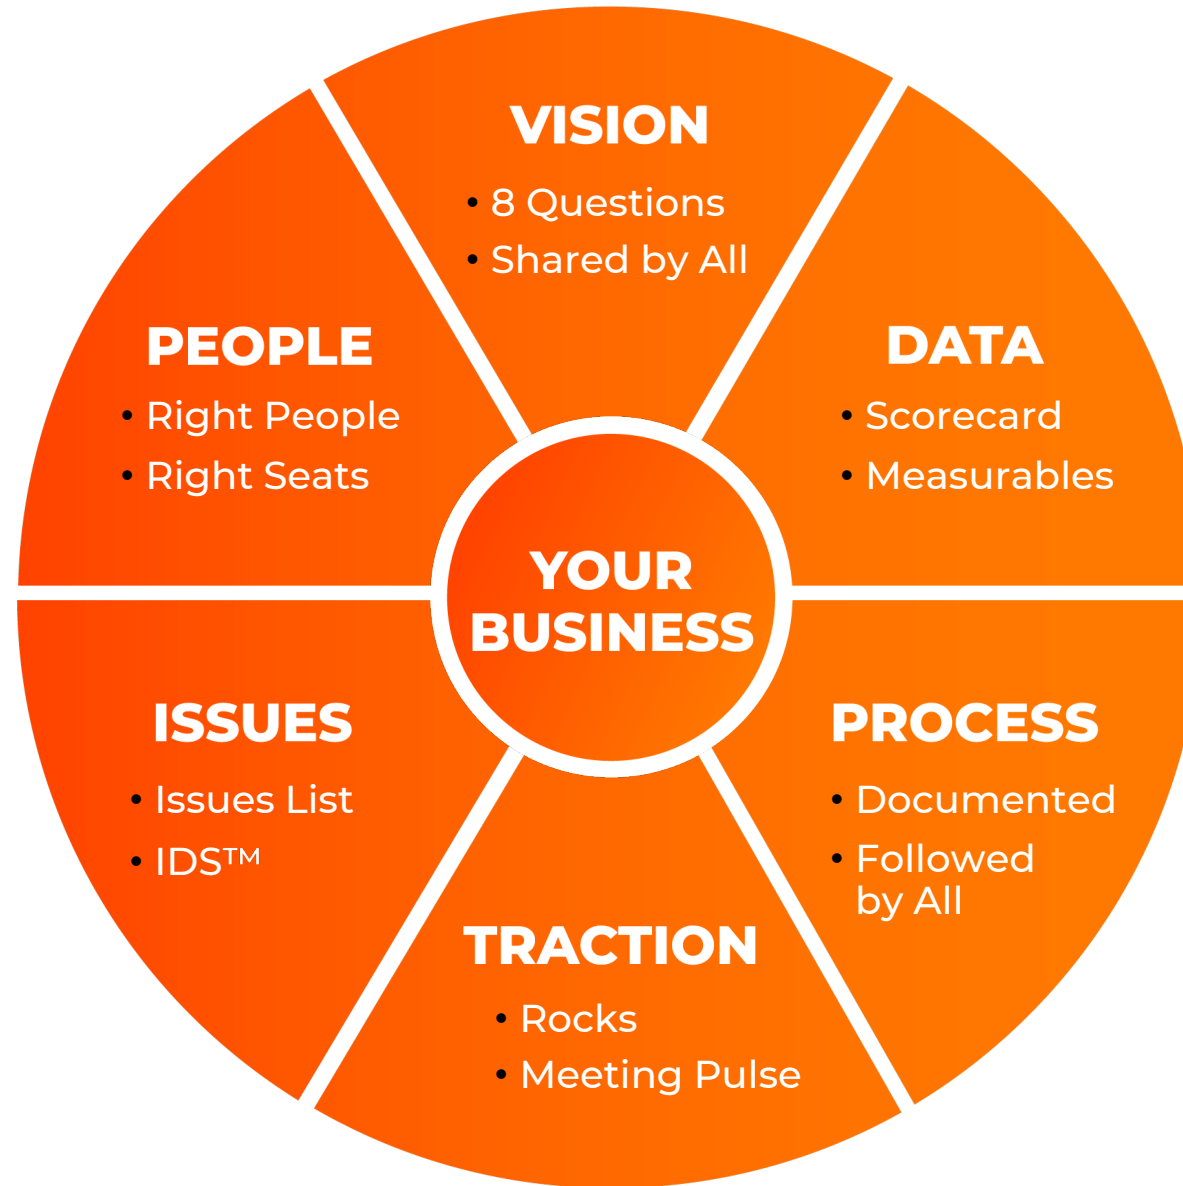 VISION
• 8 Questions
• Shared by All
DATA
• Scorecard
• Measurables
PROCESS
• Documented
• Followed
by All
TRACTION
• Rocks
• Meeting Pulse
ISSUES
• Issues List
• IDS™
PEOPLE
• Right People
• Right Seats
YOUR
BUSINESS